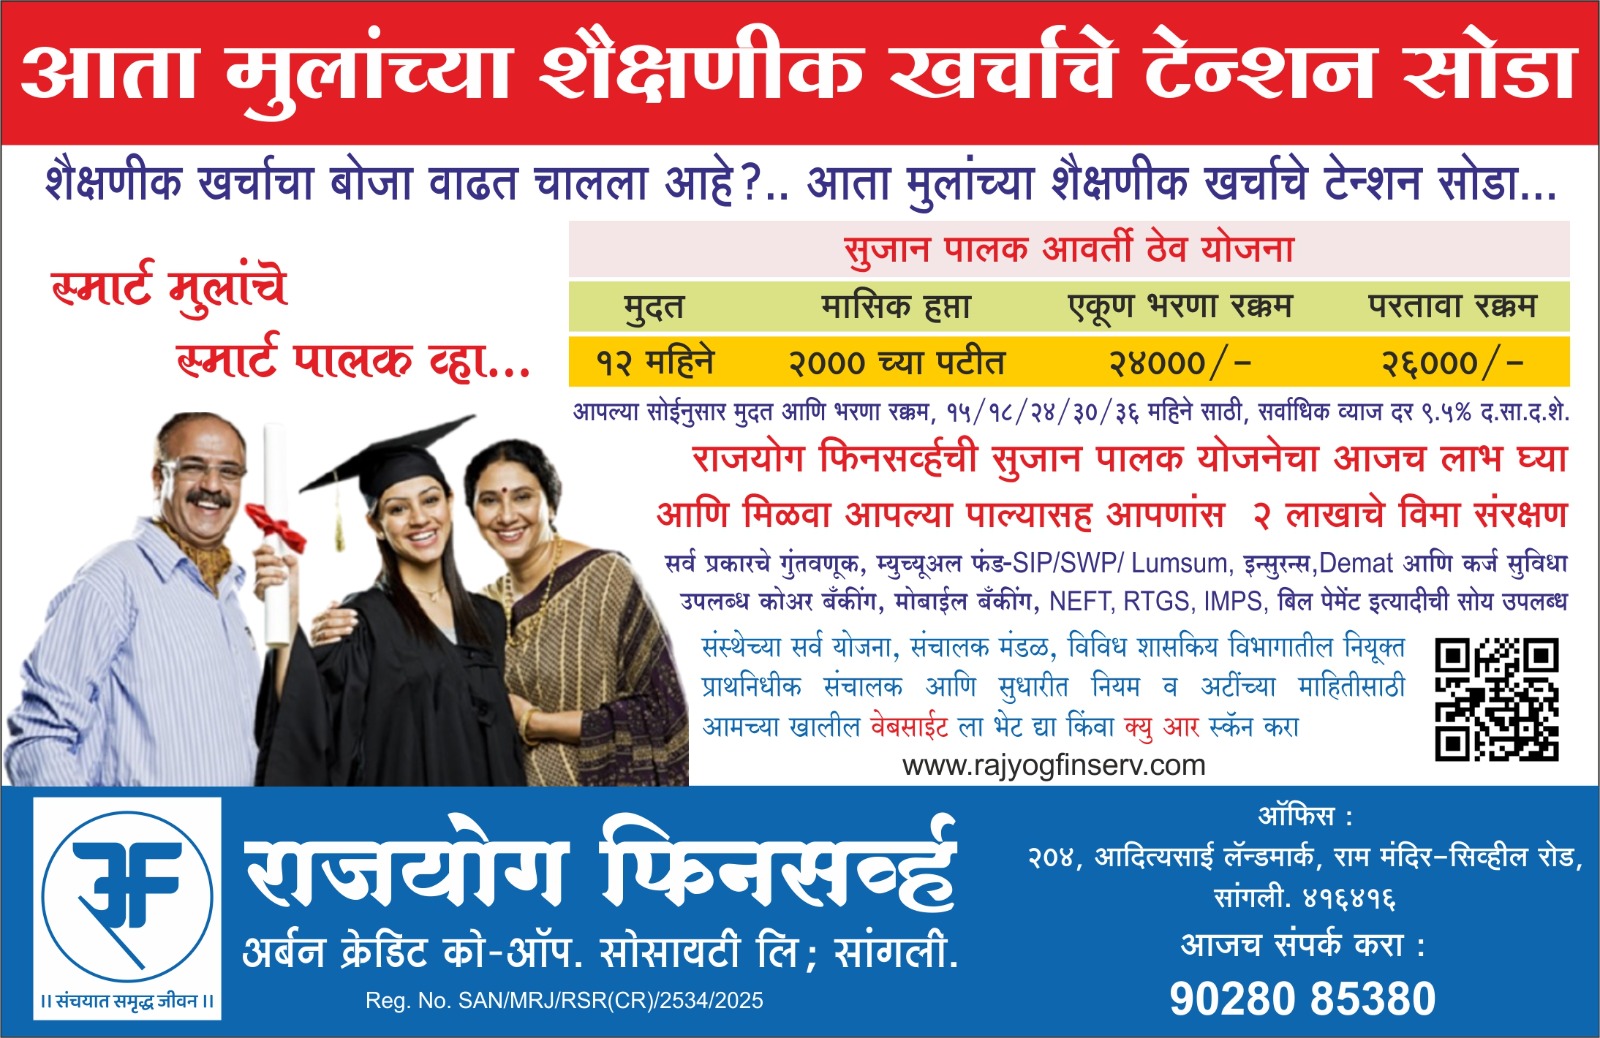 आता मुलांच्या शैक्षणीक खर्चाचे टेन्शन सोडा
शैक्षणीक खर्चाचा बोजा वाढत चालला आहे?.. आता मुलांच्या शैक्षणीक खर्चाचे टेन्शन सोडा...
स्मार्ट मुलांचे
स्मार्ट पालक व्हा...
सुजान पालक आवर्ती ठेव योजना
मुदत मासिक हप्ता एकूण भरणा रक्कम परतावा रक्कम
१२ महिने २००० च्या पटीत २४०००/- २६०००/-
आपल्या सोईनुसार मुदत आणि भरणा रक्कम, १५/१८/२४/३०/३६ महिने साठी, सर्वाधिक व्याज दर ९.५% द.सा.द.शे.
राजयोग फिनसर्व्हची सुजान पालक योजनेचा आजच लाभ घ्या
आणि मिळवा आपल्या पाल्यासह आपणांस २ लाखाचे विमा संरक्षण
सर्व प्रकारचे गुंतवणूक, म्युच्यूअल फंड-SIP/SWP/ Lumsum, इन्सुरन्स,Demat आणि कर्ज सुविधा
उपलब्ध कोअर बँकींग, मोबाईल बँकींग, NEFT, RTGS, IMPS, बिल पेमेंट इत्यादीची सोय उपलब्ध
संस्थेच्या सर्व योजना, संचालक मंडळ, विविध शासकिय विभागातील नियूक्त
प्राथनिधीक संचालक आणि सुधारीत नियम व अटींच्या माहितीसाठी
आमच्या खालील वेबसाईट ला भेट द्या किंवा क्यु आर स्कॅन करा
www.rajyogfinserv.com
।। संचयात समृद्ध जीवन ।।
राजयोग फिनसर्व्ह
अर्बन क्रेडिट को-ऑप. सोसायटी लि; सांगली.
Reg. No. SAN/MRJ/RSR(CR)/2534/2025
ऑफिस :
२०४, आदित्यसाई लॅन्डमार्क, राम मंदिर-सिव्हील रोड,
सांगली. ४१६४१६
आजच संपर्क करा :
90280 85380